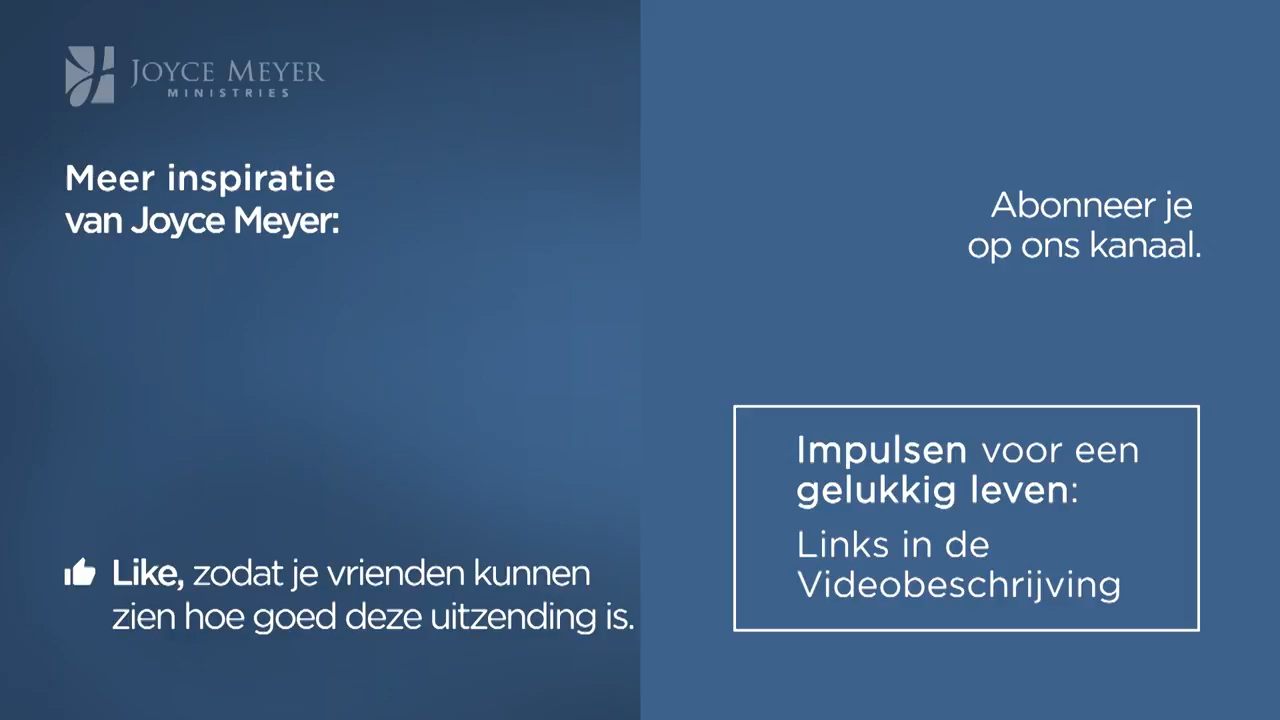 JOYCE MEYER
MINISTRIES
Meer inspiratie
van Joyce Meyer:
Like, zodat je vrienden kunnen
zien hoe goed deze uitzending is.
Abonneer je
op ons kanaal.
Impulsen voor een
gelukkig leven:
Links in de
Videobeschrijving